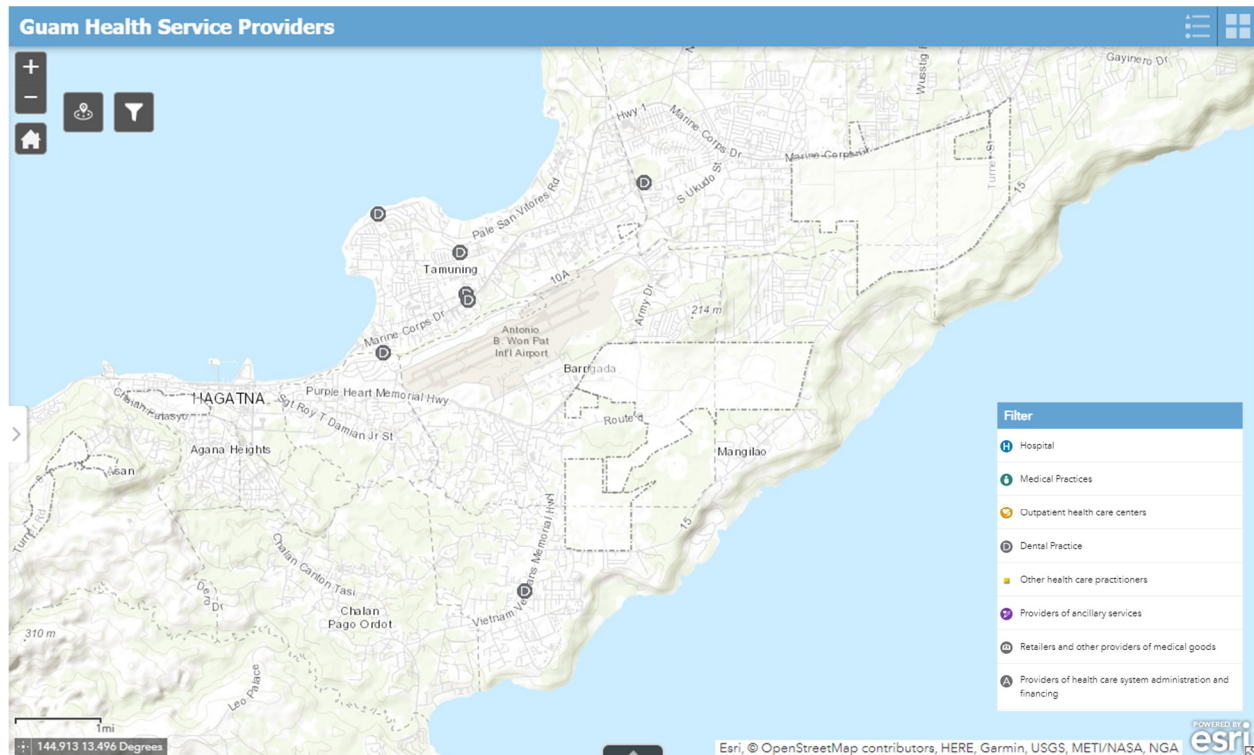 Guam Health Service Providers
Gayinero Dr
Wusstig R
Hwy 1
Marine Corps Dr
Marine Corps
Turner St
15
S Ukudo St
D
D
Pale San Vitores Rd
D
Tamuning
10A
D
Army Dr
214 m
Marine Corps Dr
Antonio
B. Won Pat
Int'l Airport
D
Barrigada
Purple Heart Memorial Hwy
HAGATNA
Sgt Roy T Damian Jr St
Route
Agana Heights
Mangilao
Asan
15
Chalan Canton Tasi
Vietnam Ve ans Memorial Hwy
D
Chalan
Pago Ordot
Dero Dr
310 m
Leo Palace
Filter
H Hospital
Medical Practices
Outpatient health care centers
D Dental Practice
Other health care practitioners
Providers of ancillary services
Retailers and other providers of medical goods
A Providers of health care system administration and
financing
1mi
144.913 13.496 Degrees
Esri, © OpenStreetMap contributors, HERE, Garmin, USGS, METI/NASA, NGA
POWERED BY
esri